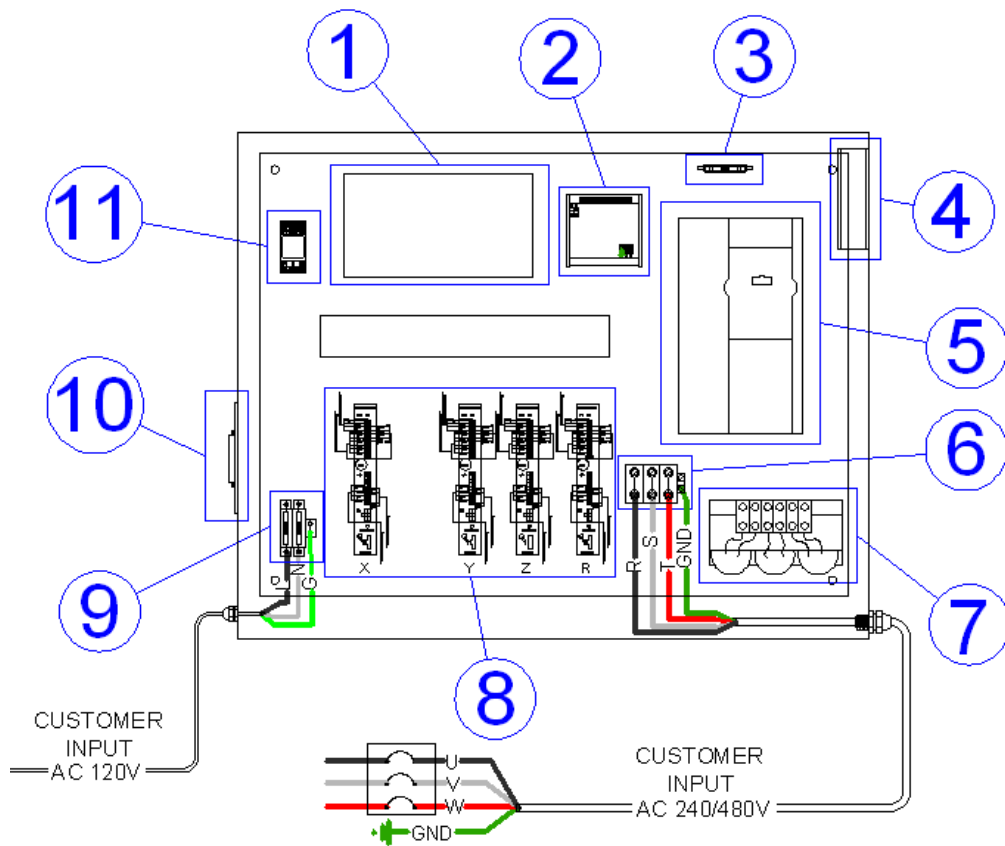 1
2
3
4
11
5
10
6
X
Y
Z
R
R
S
T
GND
L
N
G
9
7
8
CUSTOMER
INPUT
AC 120V
U
V
W
GND
CUSTOMER
INPUT
AC 240/480V